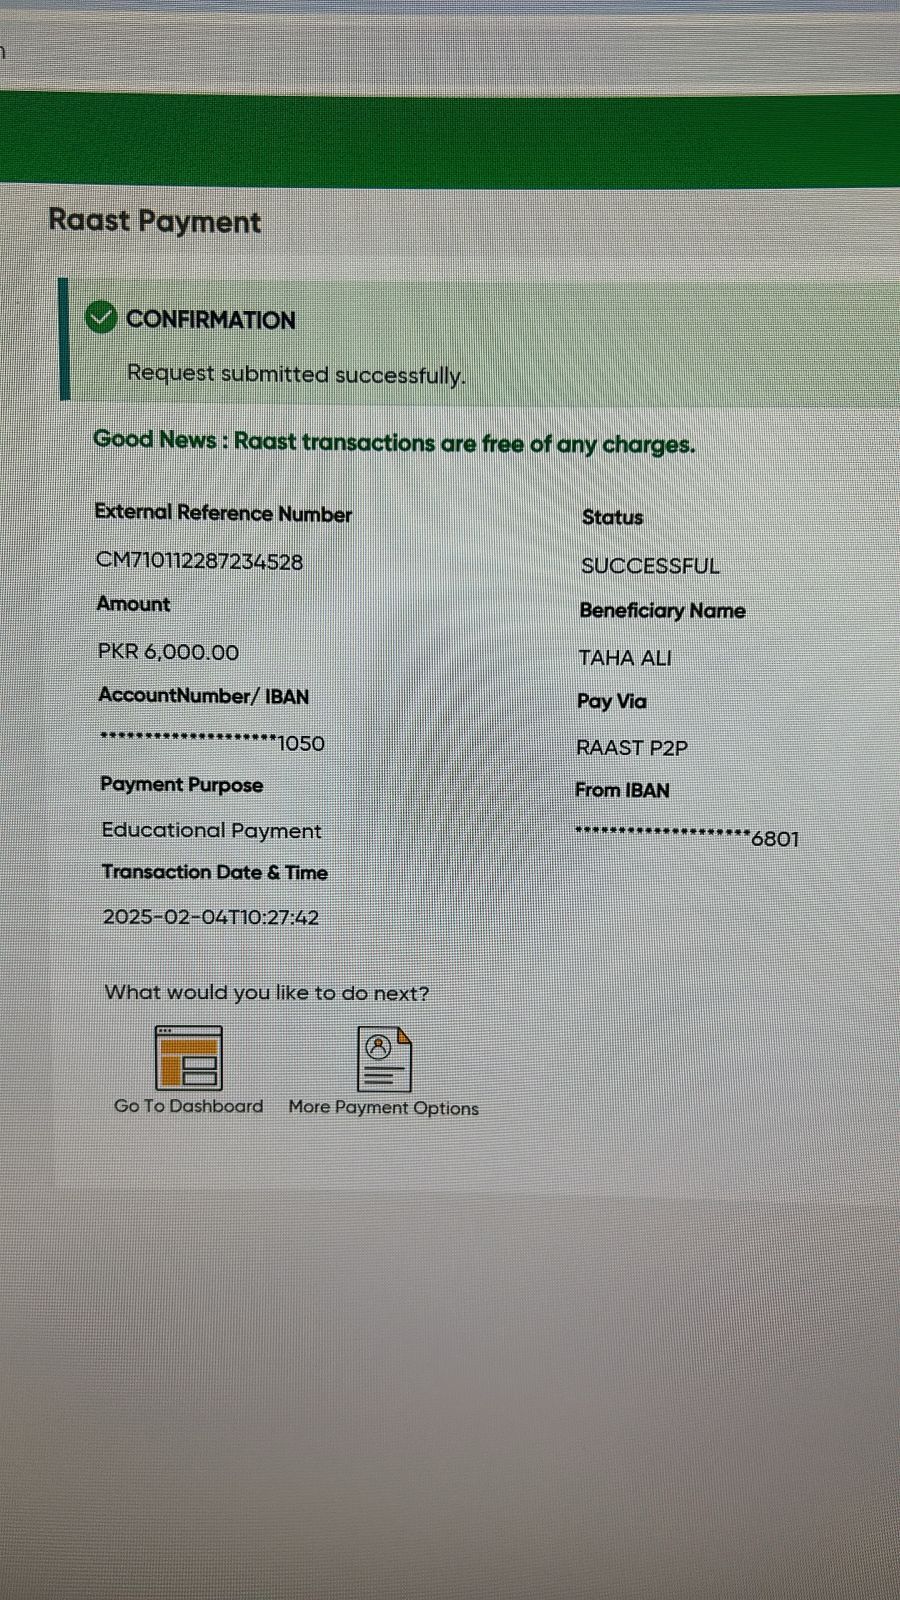 Raast Payment
CONFIRMATION
Request submitted successfully.
Good News : Raast transactions are free of any charges.
External Reference Number
Status
CM710112287234528
SUCCESSFUL
Amount
Beneficiary Name
PKR 6,000.00
TAHA ALI
AccountNumber/ IBAN
Pay Via
********************1050
RAAST P2P
Payment Purpose
From IBAN
Educational Payment
********************6801
Transaction Date & Time
2025-02-04T10:27:42
What would you like to do next?
Go To Dashboard
More Payment Options